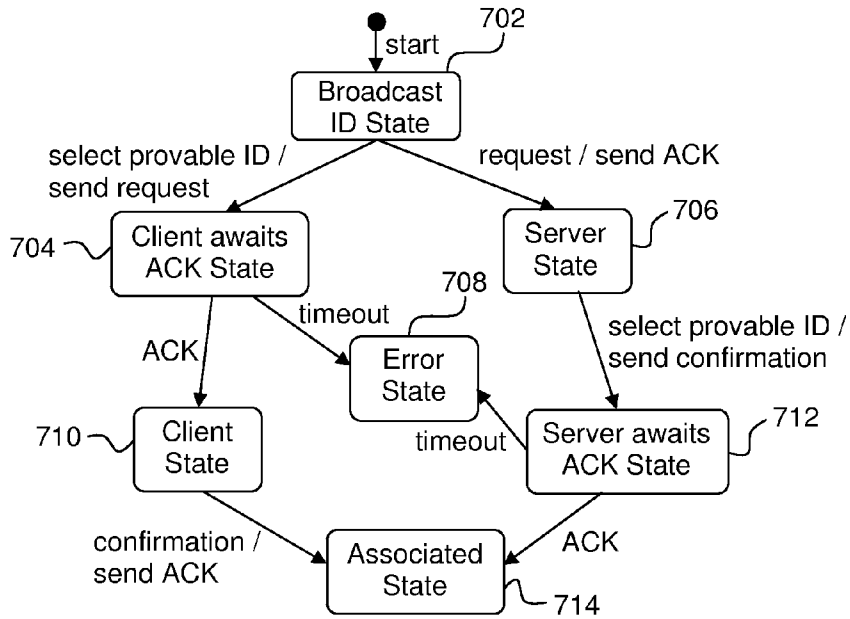 702
start
Broadcast
ID State
select provable ID /
send request
request / send ACK
704
Client awaits
ACK State
706
Server
State
708
timeout
ACK
Error
State
select provable ID /
send confirmation
710
Client
State
timeout
Server awaits
ACK State
712
confirmation /
send ACK
Associated
State
ACK
714